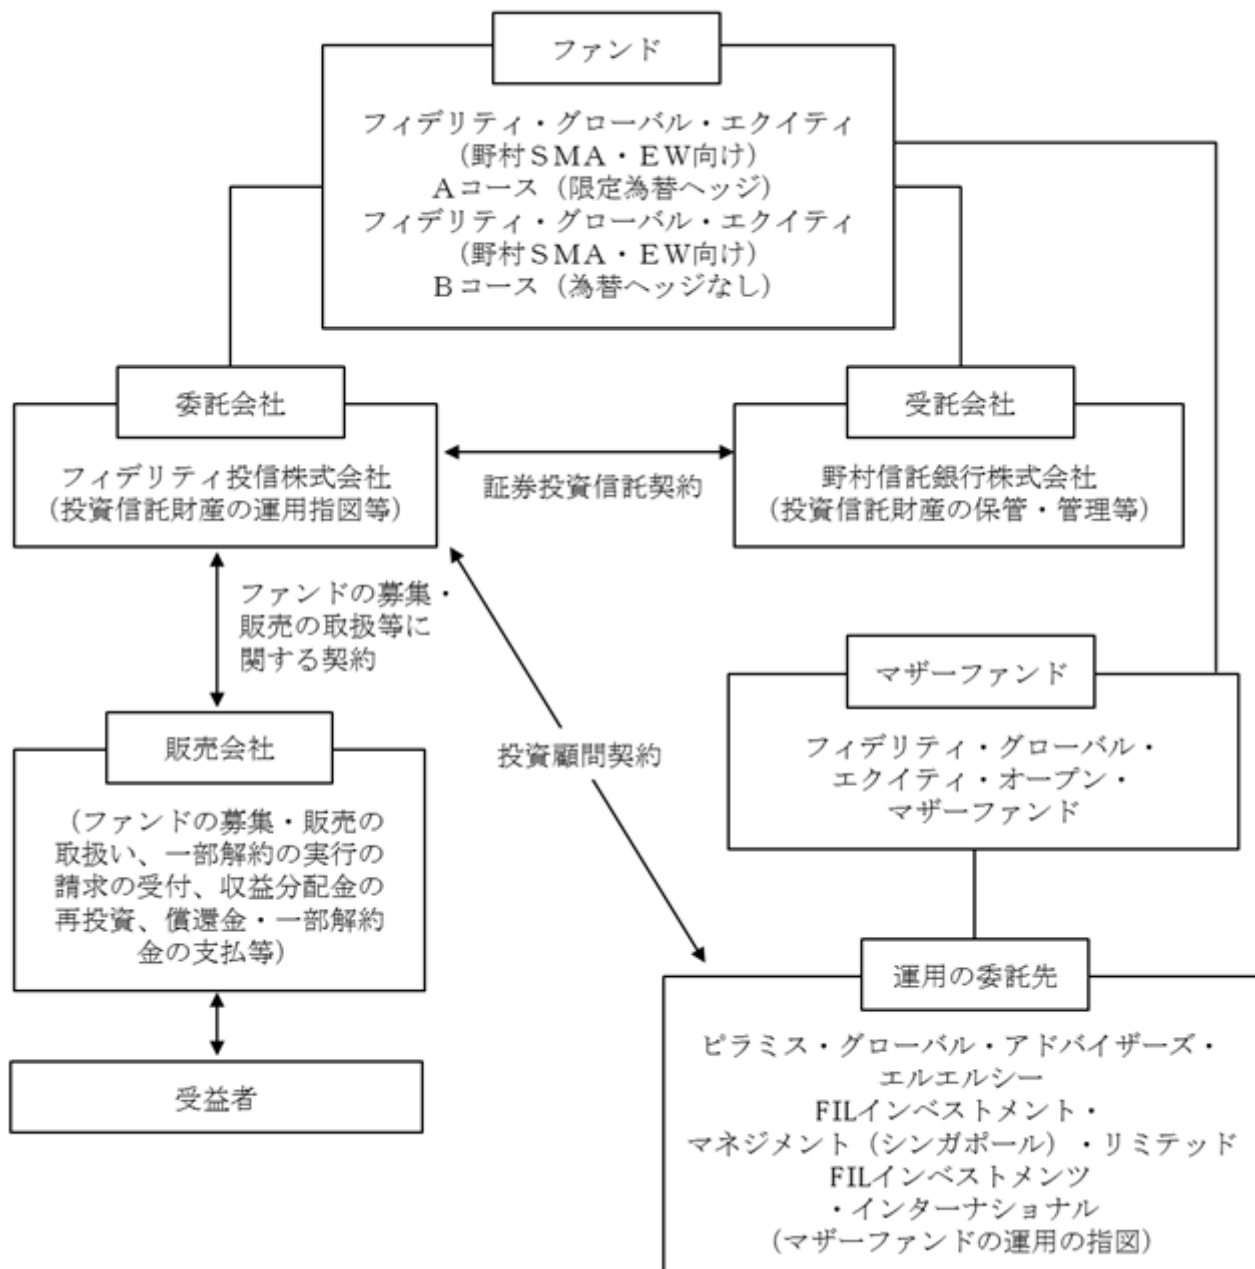 ファンド
フィデリティ・グローバル・エクイティ
(野村SMA・EW向け)
Aコース(限定為替ヘッジ)
フィデリティ・グローバル・エクイティ
(野村SMA・EW向け)
Bコース(為替ヘッジなし)
委託会社
フィデリティ投信株式会社
(投資信託財産の運用指図等)
証券投資信託契約
受託会社
野村信託銀行株式会社
(投資信託財産の保管・管理等)
ファンドの募集・
販売の取扱等に
関する契約
販売会社
(ファンドの募集・販売の
取扱い、一部解約の実行の
請求の受付、収益分配金の
再投資、償還金・一部解約
金の支払等)
受益者
投資顧問契約
マザーファンド
フィデリティ・グローバル・
エクイティ・オープン・
マザーファンド
運用の委託先
ピラミス・グローバル・アドバイザーズ・
エルエルシー
FILインベストメント・
マネジメント(シンガポール)・リミテッド
FILインベストメンツ
・インターナショナル
(マザーファンドの運用の指図)